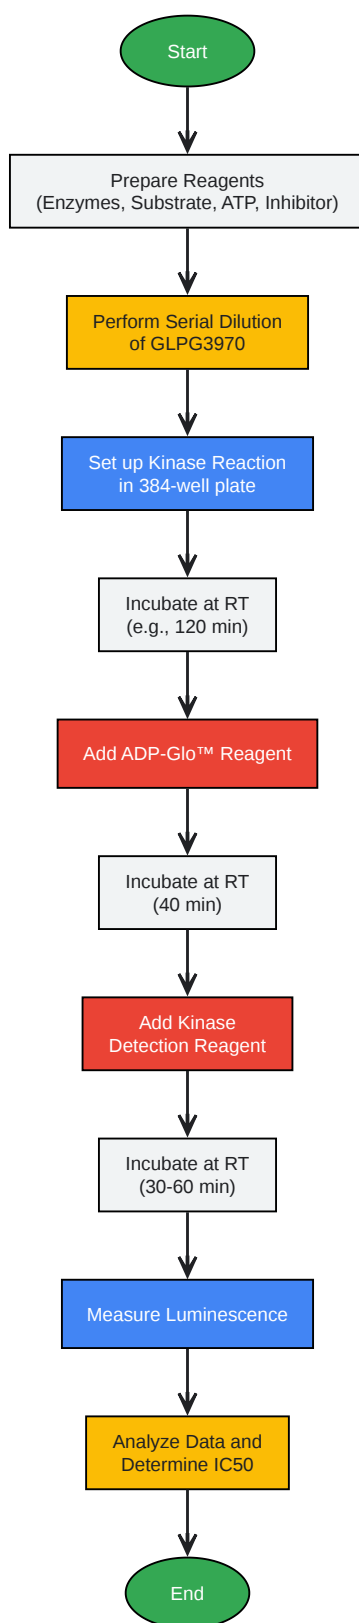 Start
Prepare Reagents
(Enzymes, Substrate, ATP, Inhibitor)
Perform Serial Dilution
of GLPG3970
Set up Kinase Reaction
in 384-well plate
Incubate at RT
(e.g., 120 min)
Add ADP-Glo™ Reagent
Incubate at RT
(40 min)
Add Kinase
Detection Reagent
Incubate at RT
(30-60 min)
Measure Luminescence
Analyze Data and
Determine IC50
End